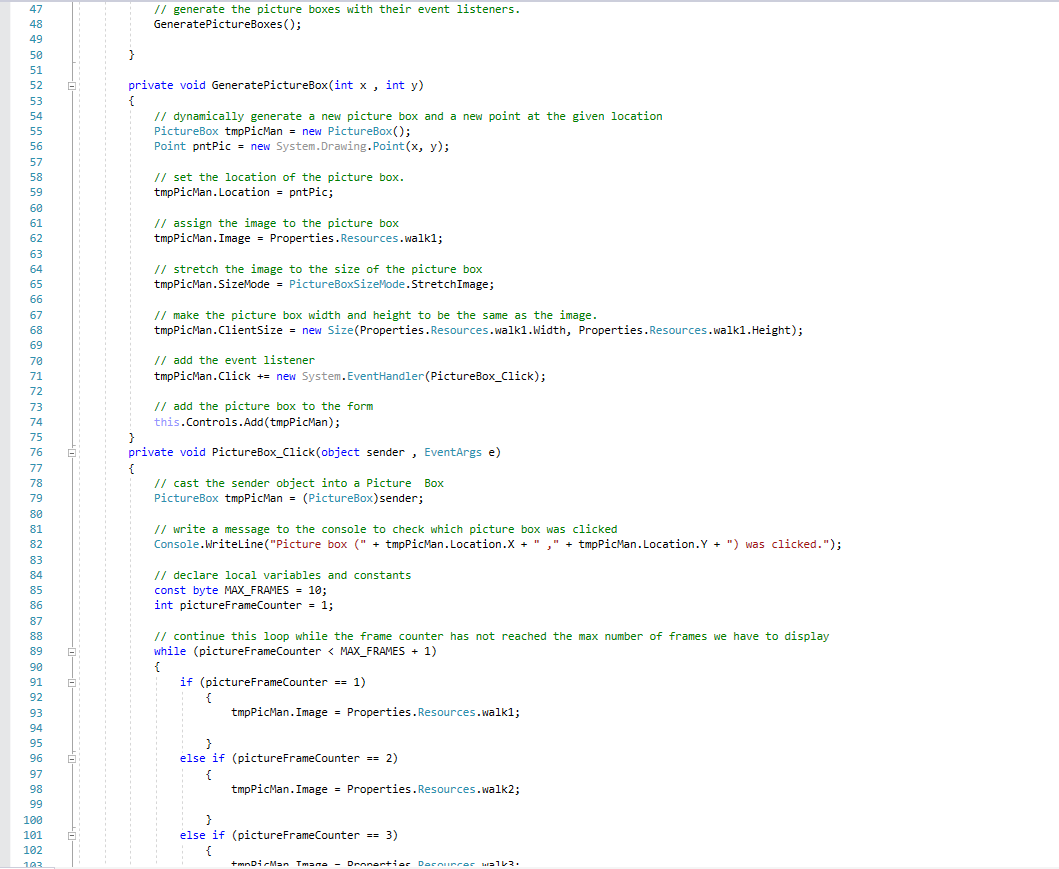 47 // generate the picture boxes with their event listeners.
48 GeneratePictureBoxes();
49
50 }
51
52 private void GeneratePictureBox(int x , int y)
53 {
54 // dynamically generate a new picture box and a new point at the given location
55 PictureBox tmpPicMan = new PictureBox();
56 Point pntPic = new System.Drawing.Point(x, y);
57
58 // set the location of the picture box.
59 tmpPicMan.Location = pntPic;
60
61 // assign the image to the picture box
62 tmpPicMan.Image = Properties.Resources.walk1;
63
64 // stretch the image to the size of the picture box
65 tmpPicMan.SizeMode = PictureBoxSizeMode.StretchImage;
66
67 // make the picture box width and height to be the same as the image.
68 tmpPicMan.ClientSize = new Size(Properties.Resources.walk1.Width, Properties.Resources.walk1.Height);
69
70 // add the event listener
71 tmpPicMan.Click += new System.EventHandler(PictureBox_Click);
72
73 // add the picture box to the form
74 this.Controls.Add(tmpPicMan);
75 }
76 private void PictureBox_Click(object sender , EventArgs e)
77 {
78 // cast the sender object into a Picture  Box
79 PictureBox tmpPicMan = (PictureBox)sender;
80
81 // write a message to the console to check which picture box was clicked
82 Console.WriteLine("Picture box (" + tmpPicMan.Location.X + " ," + tmpPicMan.Location.Y + ") was clicked.");
83
84 // declare local variables and constants
85 const byte MAX_FRAMES = 10;
86 int pictureFrameCounter = 1;
87
88 // continue this loop while the frame counter has not reached the max number of frames we have to display
89 while (pictureFrameCounter < MAX_FRAMES + 1)
90 {
91 if (pictureFrameCounter == 1)
92 {
93 tmpPicMan.Image = Properties.Resources.walk1;
94
95 }
96 else if (pictureFrameCounter == 2)
97 {
98 tmpPicMan.Image = Properties.Resources.walk2;
99
100 }
101 else if (pictureFrameCounter == 3)
102 {
103 tmpPicMan.Image = Properties.Resources.walk3;